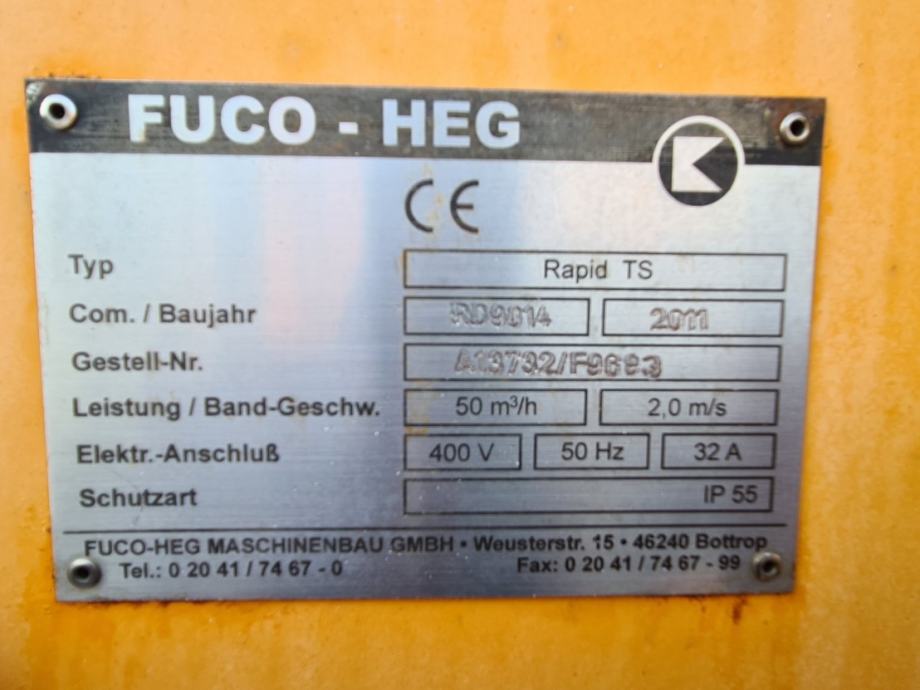 FUCO - HEG
CE
Typ Rapid TS
Com. / Baujahr RD9014 2011
Gestell-Nr.
Leistung / Band-Geschw. 50 m³/h 2,0 m/s
Elektr.-Anschluß 400 V 50 Hz 32 A
Schutzart IP 55
FUCO-HEG MASCHINENBAU GMBH • Weusterstr. 15 • 46240 Bottrop
Tel.: 0 20 41 / 74 67 - 0 Fax: 0 20 41 / 74 67 - 99